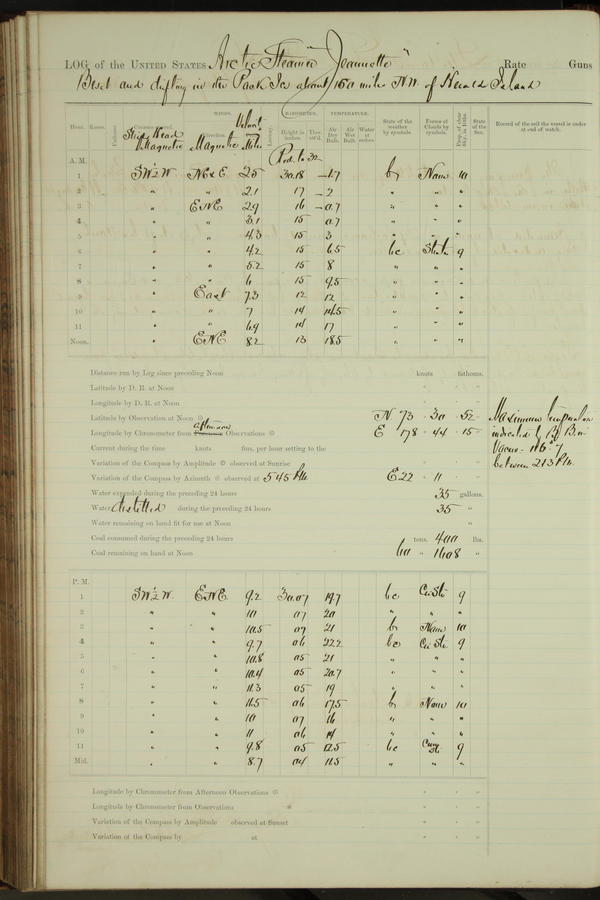 LOG of the UNITED STATES Arctic Steamer "Jeannette" Rate Guns
Beset and drifting in the Pack Ice about 150 miles N.W. of Herald Island
Hour. Knots. Fathoms. WINDS. Leeway. BAROMETER. TEMPERATURE. State of the weather by symbols. Forms of Clouds by symbols. Prop. of clear Sky, in 10ths. State of the Sea. Record of the sail the vessel is under at end of watch.
Ship's Head Magnetic Magnetic Velocity Miles Height in inches. Ther. att'd. Air Dry Bulb. Air Wet Bulb. Water at surface.
A. M. Red. to 32
1 SW½W NExE 2.5 30.18 -1.7 b None 10
2 " " 2.1 17 -2 " " "
3 " ENE 2.9 16 -0.7 " " "
4 " " 3.1 15 0.7 " " "
5 " " 4.3 15 3 " " "
6 " " 4.2 15 6.5 bc Strat. 9
7 " " 5.2 15 8 " " "
8 " " 6 15 9.5 " " "
9 " East 7.3 12 12 " " "
10 " " 7 14 14.5 " " "
11 " " 6.9 14 17 " " "
Noon. " ENE 8.2 13 18.5 " " "
Distance run by Log since preceding Noon knots fathoms.
Latitude by D. R. at Noon
Longitude by D. R. at Noon
Latitude by Observation at Noon N 73 30 52
Longitude by Chronometer from afternoon Observations E 178 44 15
Maximum temperature
indicated by Blk Bulb
Vacuo - 116.7
between 2 & 3 P.M.
Current during the time knots fms. per hour setting to the
Variation of the Compass by Amplitude observed at Sunrise
Variation of the Compass by Azimuth observed at 5 45 P.M. E 22 11
Water expended during the preceding 24 hours 35 gallons.
Water distilled during the preceding 24 hours 35 "
Water remaining on hand fit for use at Noon
Coal consumed during the preceding 24 hours tons. 400 lbs.
Coal remaining on hand at Noon 60 " 1608 "
P. M.
1 SW½W. ENE 9.2 30.07 19.7 bc Ci St. 9
2 " " 10 07 20 " " "
3 " " 10.5 07 21 b None 10
4 " " 9.7 06 22.2 bc Ci St. 9
5 " " 10.8 05 21 " " "
6 " " 10.4 05 20.7 " " "
7 " " 11.3 05 19 " " "
8 " " 11.5 06 17.5 b None 10
9 " " 10 07 16 " " "
10 " " 11 06 14 " " "
11 " " 9.8 05 12.5 bc Cum St 9
Mid. " " 8.7 04 11.5 " " "
Longitude by Chronometer from Afternoon Observations
Longitude by Chronometer from Observations
Variation of the Compass by Amplitude observed at Sunset
Variation of the Compass by at